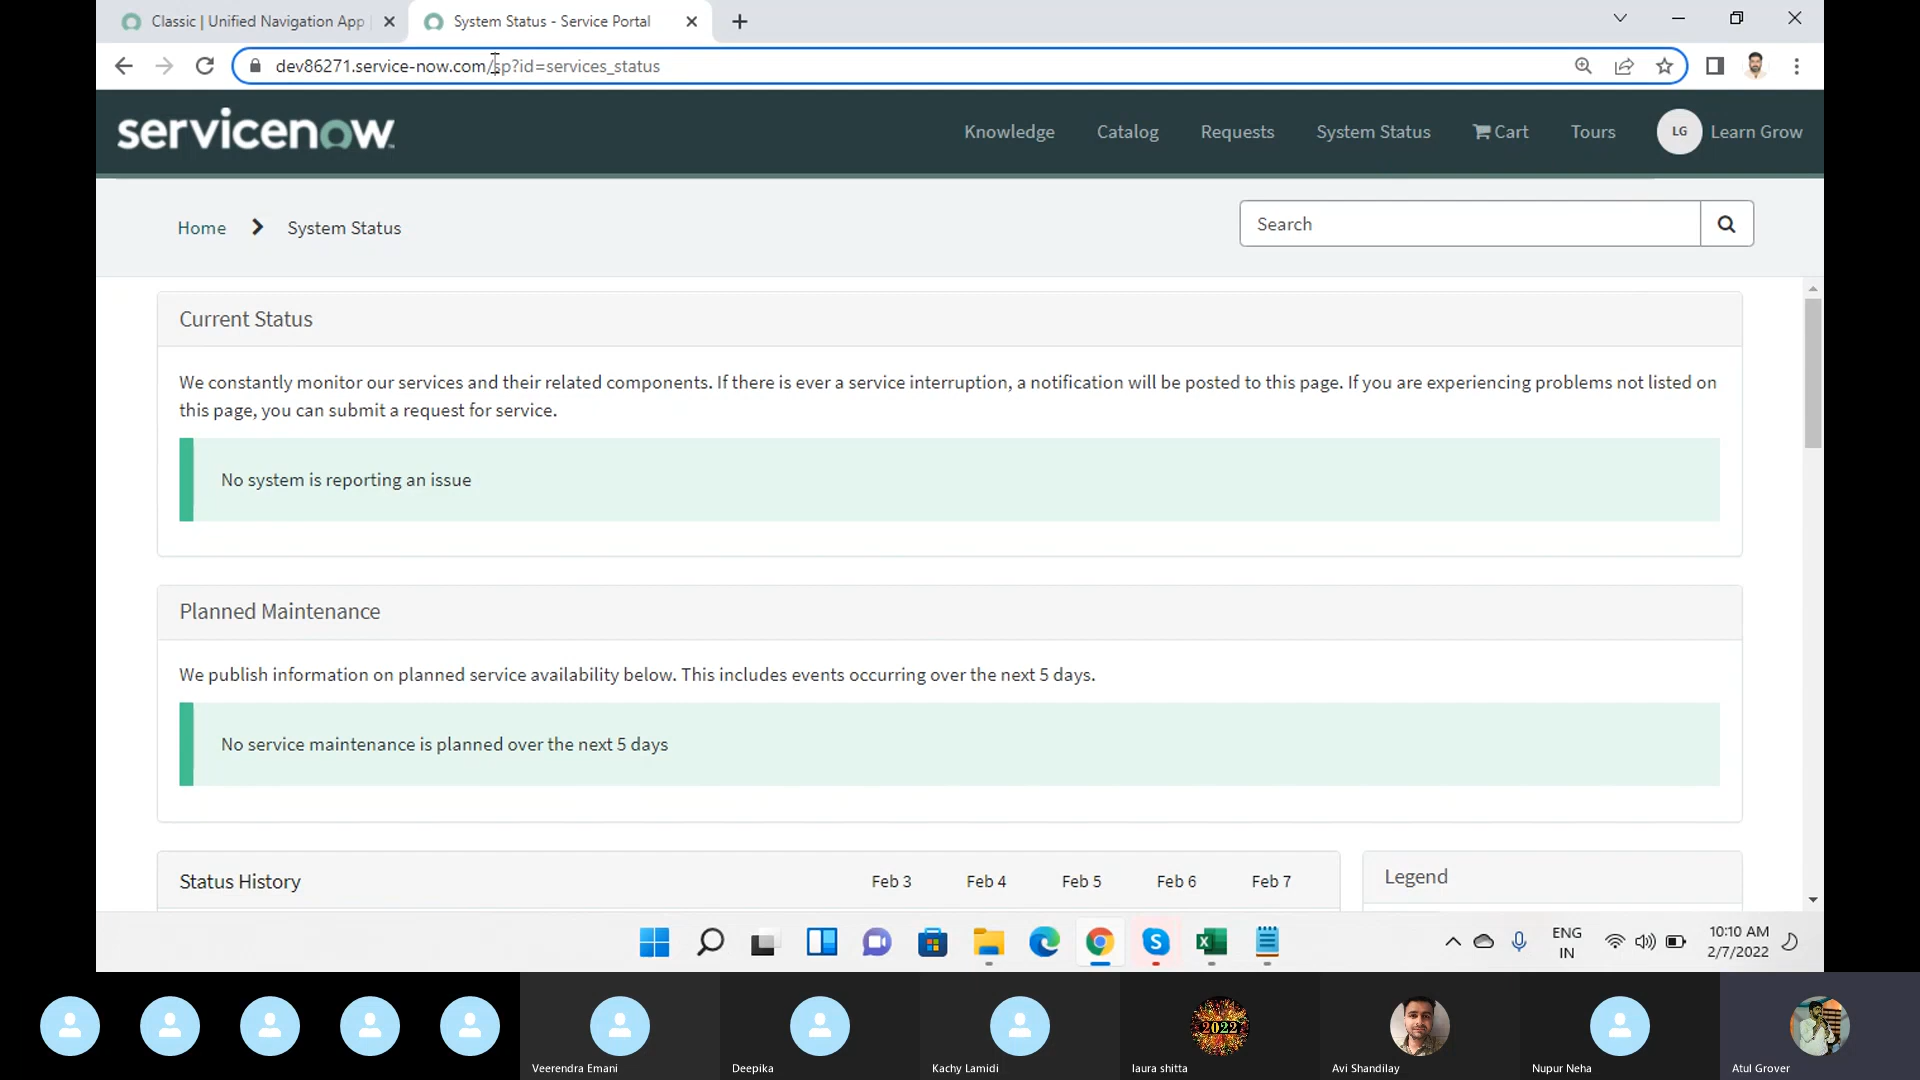 Classic | Unified Navigation App
System Status - Service Portal
dev86271.service-now.com/sp?id=services_status
servicenow
Knowledge
Catalog
Requests
System Status
Cart
Tours
LG
Learn Grow
Home
System Status
Search
Current Status
We constantly monitor our services and their related components. If there is ever a service interruption, a notification will be posted to this page. If you are experiencing problems not listed on
this page, you can submit a request for service.
No system is reporting an issue
Planned Maintenance
We publish information on planned service availability below. This includes events occurring over the next 5 days.
No service maintenance is planned over the next 5 days
Status History
Feb 3
Feb 4
Feb 5
Feb 6
Feb 7
Legend
ENG
IN
10:10 AM
2/7/2022
2022
Veerendra Emani
Deepika
Kachy Lamidi
laura shitta
Avi Shandilay
Nupur Neha
Atul Grover